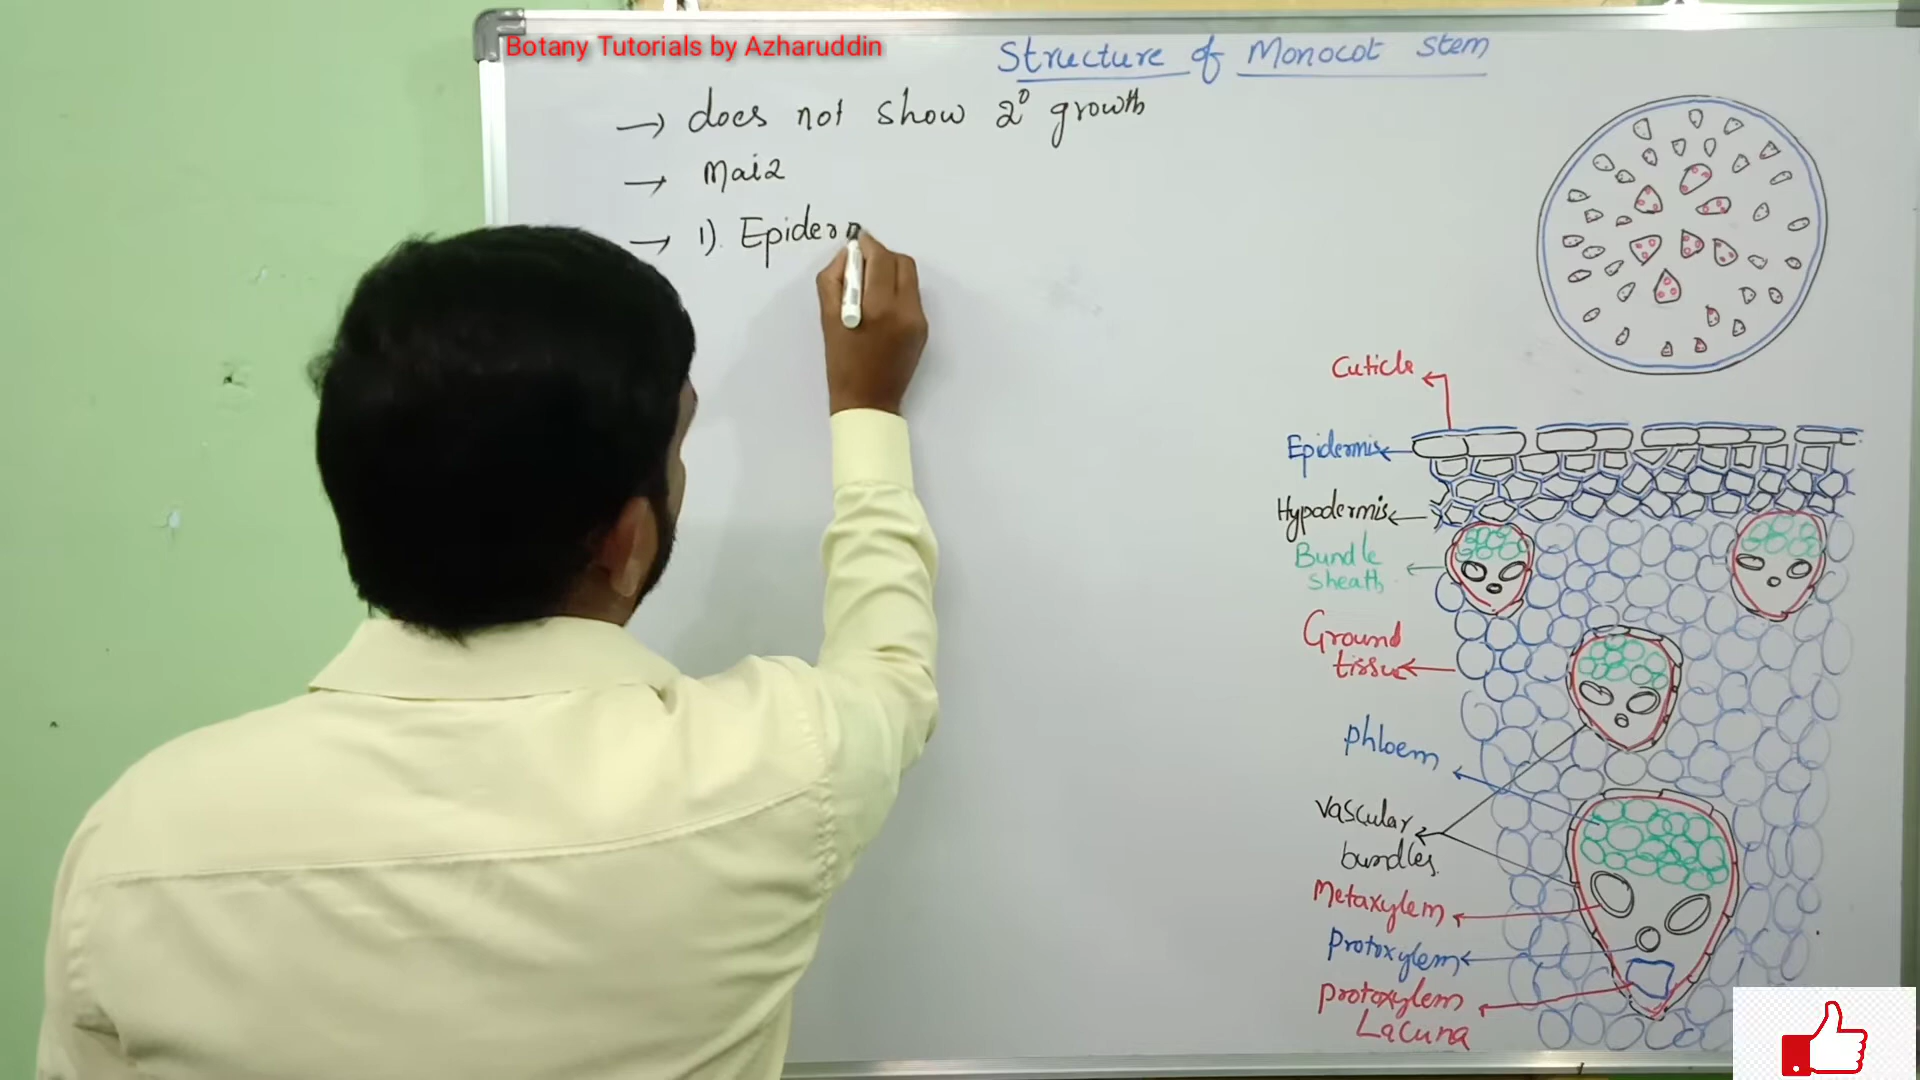 Botany Tutorials by Azharuddin
Structure of Monocot Stem
→ does not show 2° growth
→ Maiz
→ 1). Epiderm
Cuticle
Epidermis
Hypodermis
Bundle
Sheath
Ground
tissue
phloem
vascular
bundles
Metaxylem
protoxylem
protoxylem
Lacuna